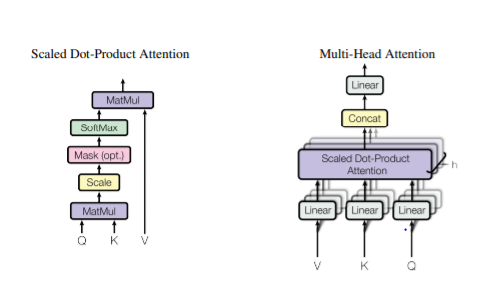 Scaled Dot-Product Attention
MatMul
SoftMax
Mask (opt.)
Scale
MatMul
Q K V
Multi-Head Attention
Linear
Concat
Scaled Dot-Product
Attention
h
Linear Linear Linear
V K Q